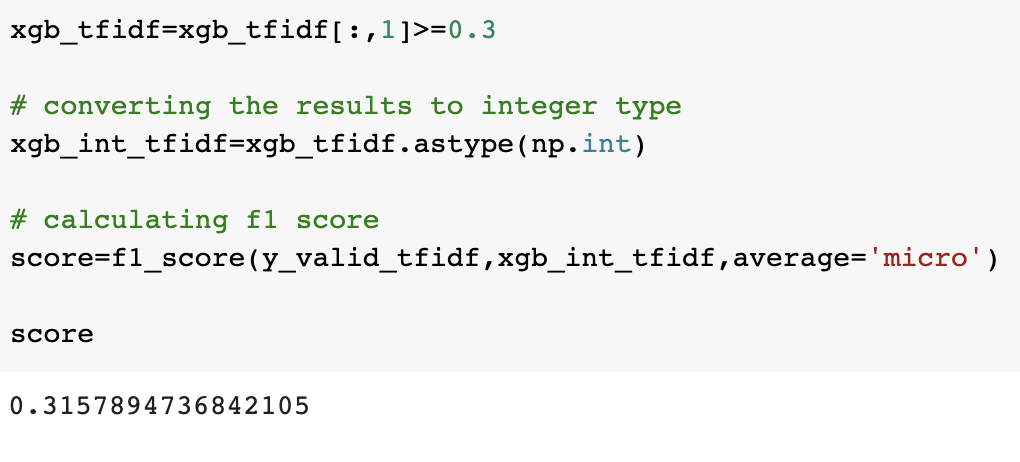 xgb_tfidf=xgb_tfidf[:,1]>=0.3
# converting the results to integer type
xgb_int_tfidf=xgb_tfidf.astype(np.int)
# calculating f1 score
score=f1_score(y_valid_tfidf,xgb_int_tfidf,average='micro')
score
0.3157894736842105